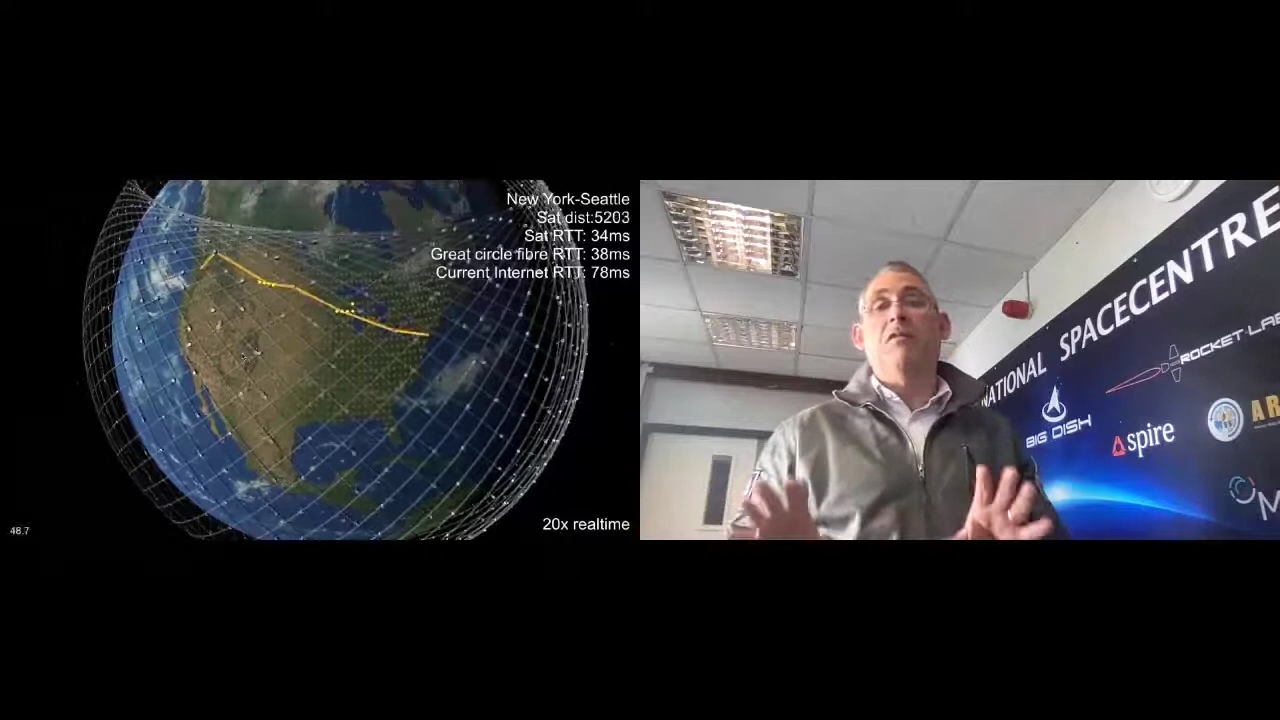 New York-Seattle
Sat dist:5203
Sat RTT: 34ms
Great circle fibre RTT: 38ms
Current Internet RTT: 78ms
48.7
20x realtime
NATIONAL SPACECENTRE
BIG DISH
spire
ROCKET LAB